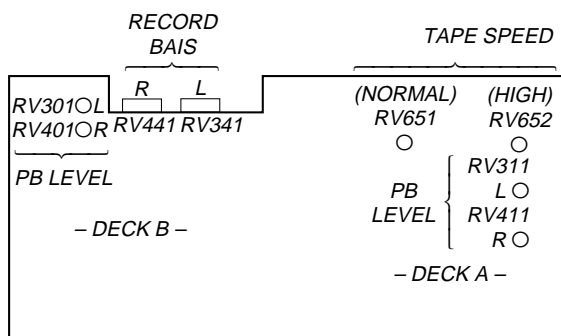 RECORD
BAIS
TAPE SPEED
R L
(NORMAL) (HIGH)
RV301 L
RV441 RV341
RV651 RV652
RV401 R
PB LEVEL
RV311
PB L
LEVEL RV411
R
– DECK B –
– DECK A –